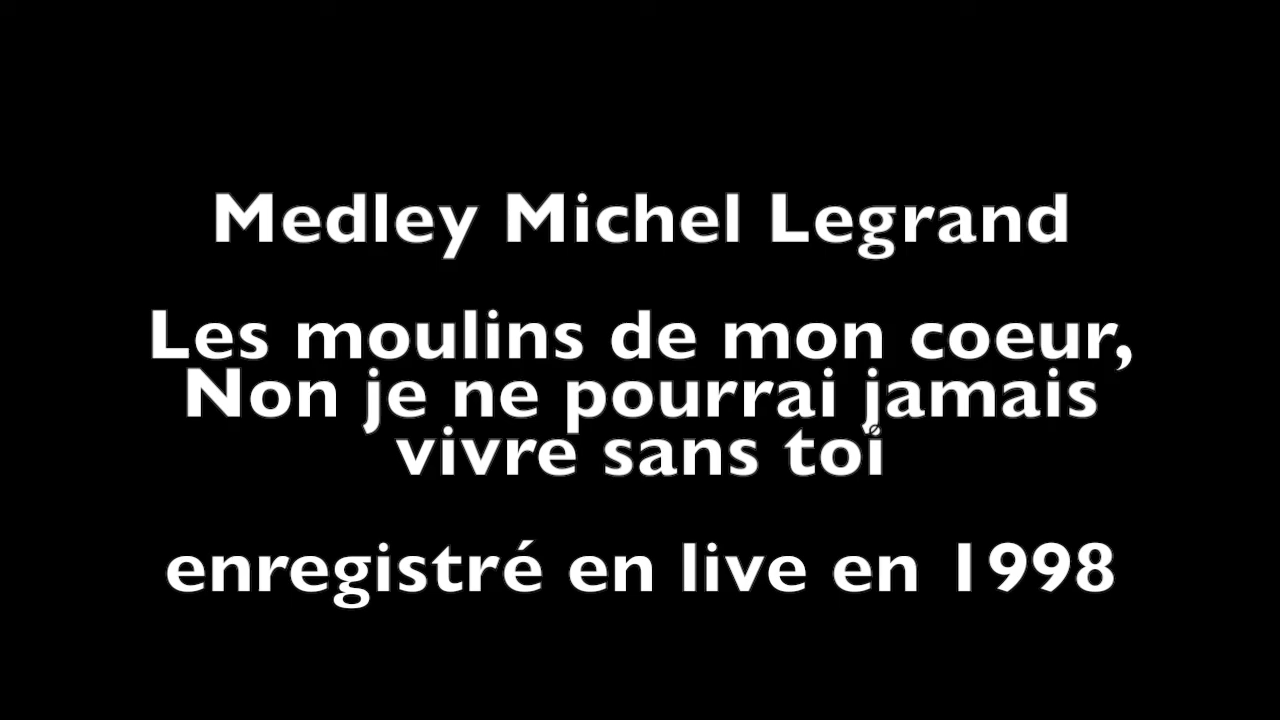 Medley Michel Legrand
Les moulins de mon coeur,
Non je ne pourrai jamais
vivre sans toi
enregistré en live en 1998